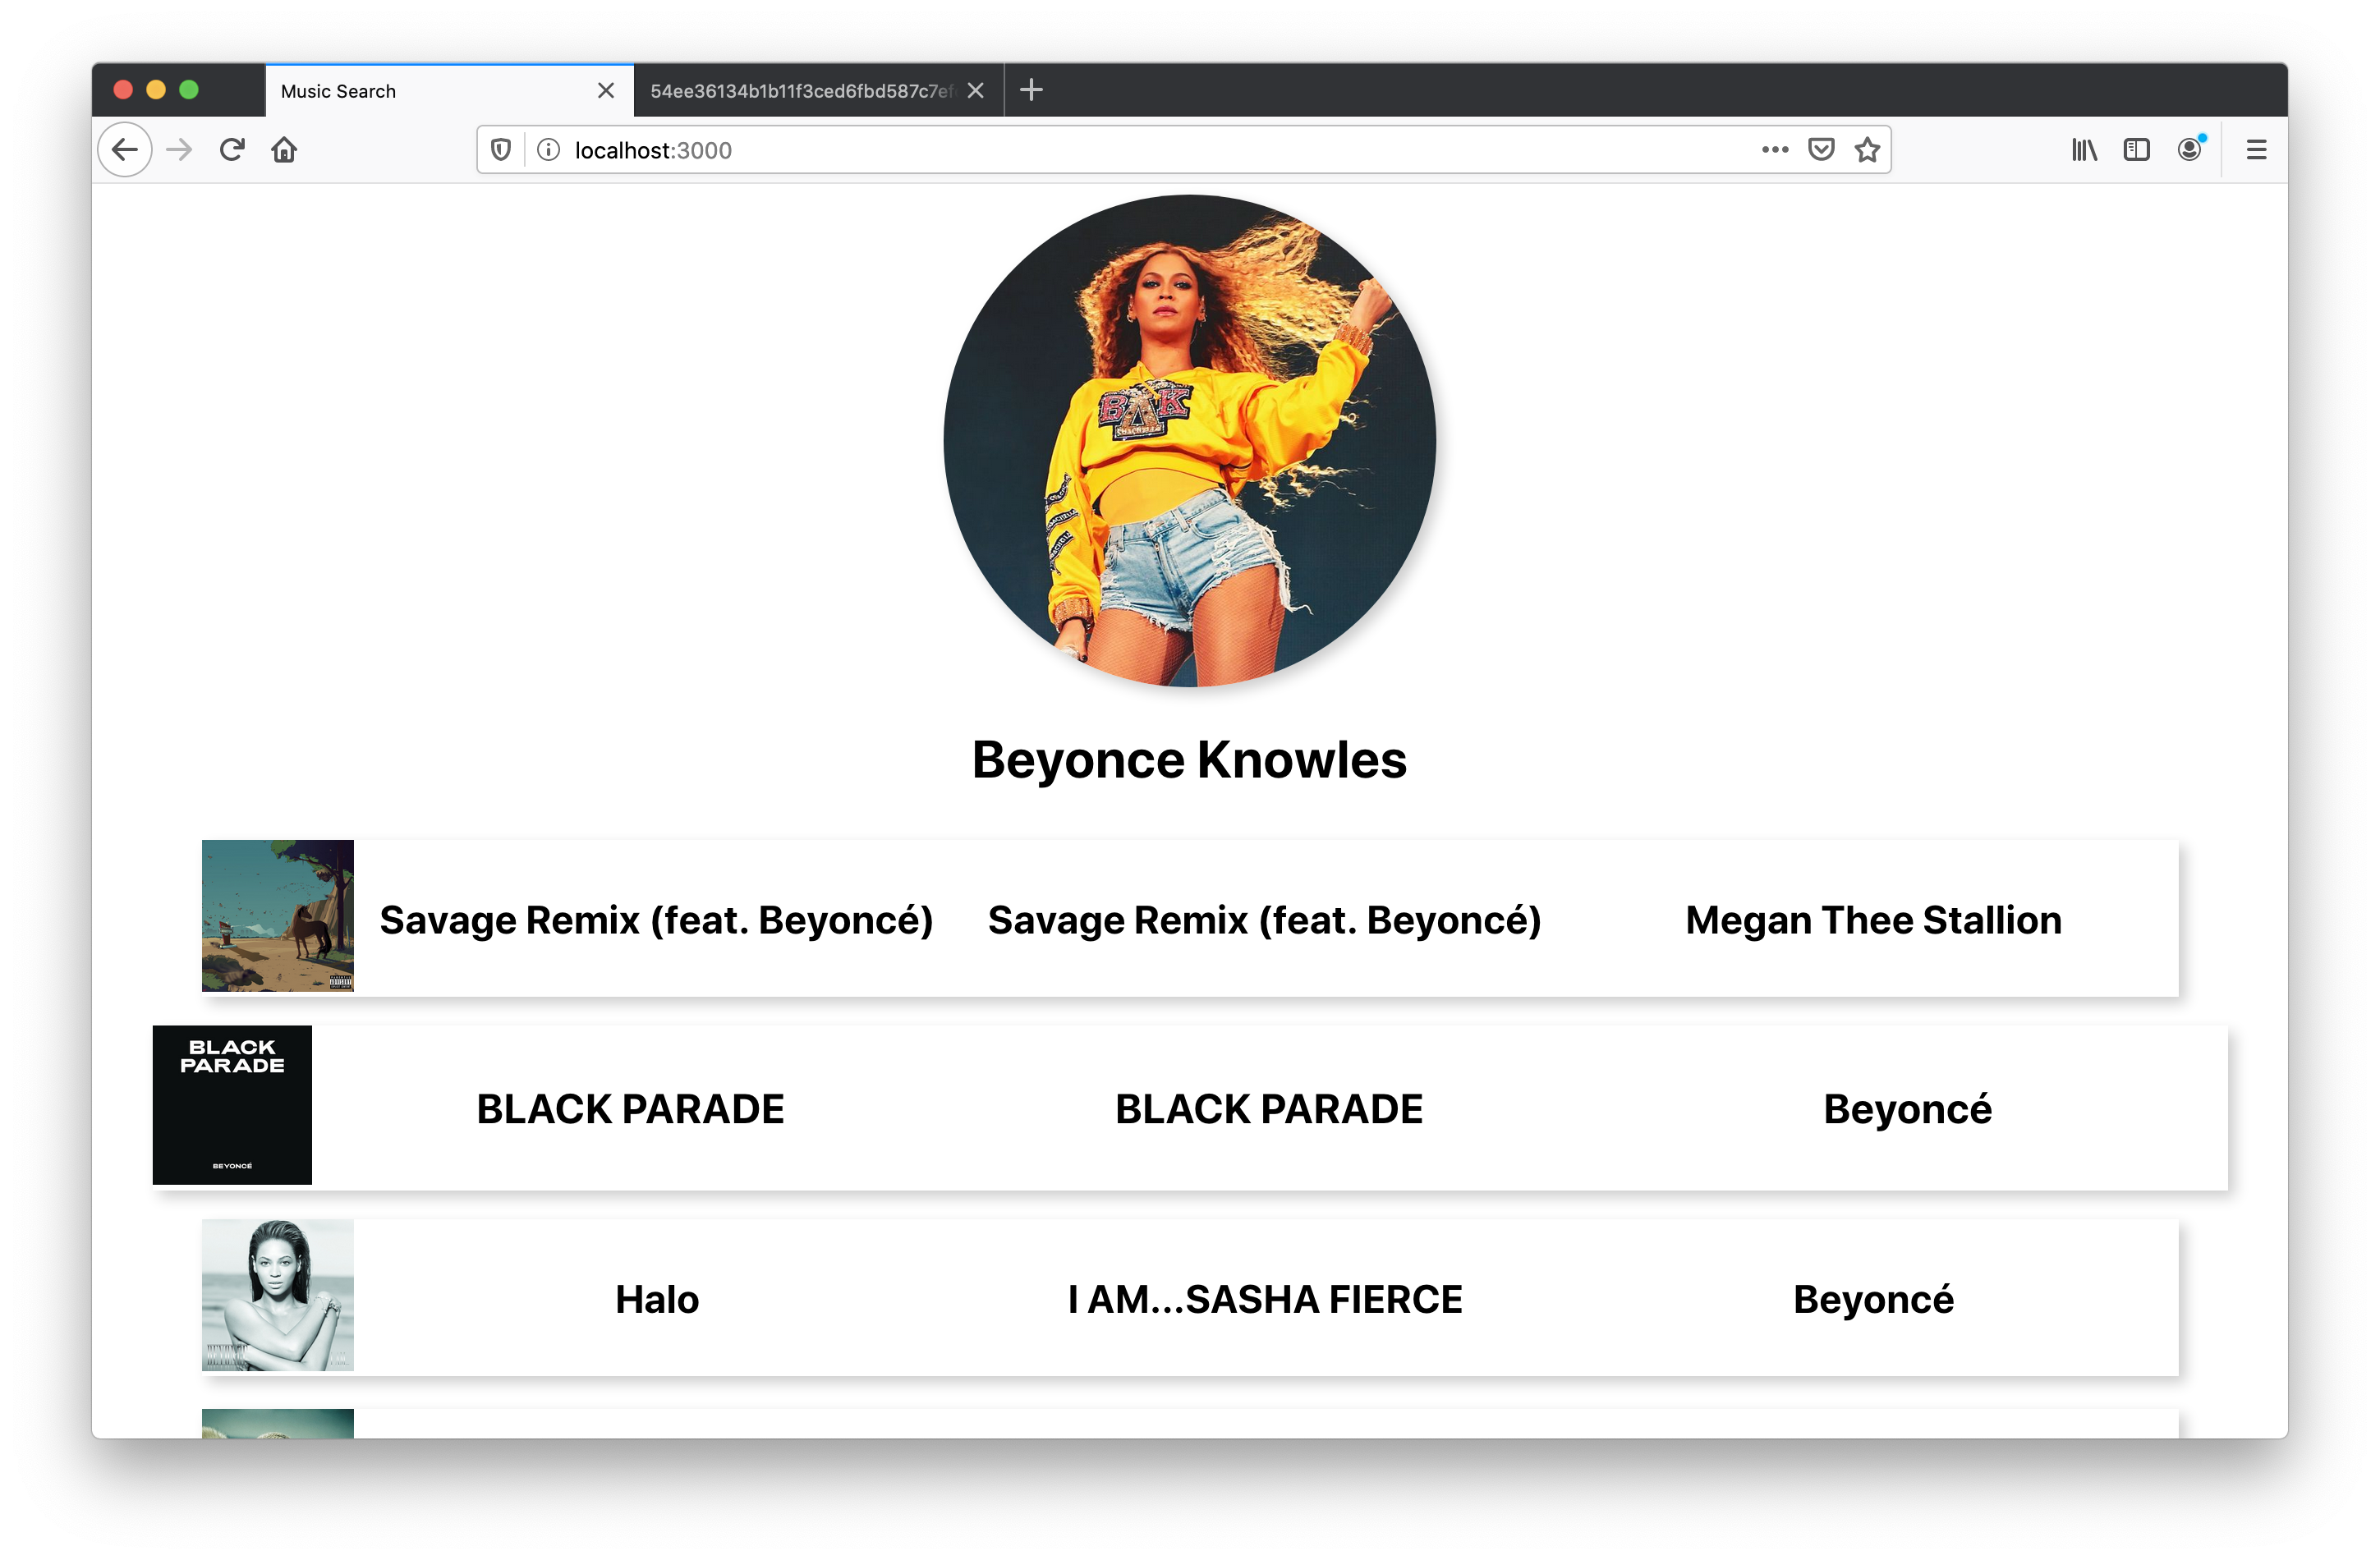 Music Search
54ee36134b1b11f3ced6fbd587c7ef
localhost:3000
BAK
Beyonce Knowles
Savage Remix (feat. Beyoncé) Savage Remix (feat. Beyoncé) Megan Thee Stallion
BLACK
PARADE
BEYONCÉ
BLACK PARADE BLACK PARADE Beyoncé
Halo I AM...SASHA FIERCE Beyoncé